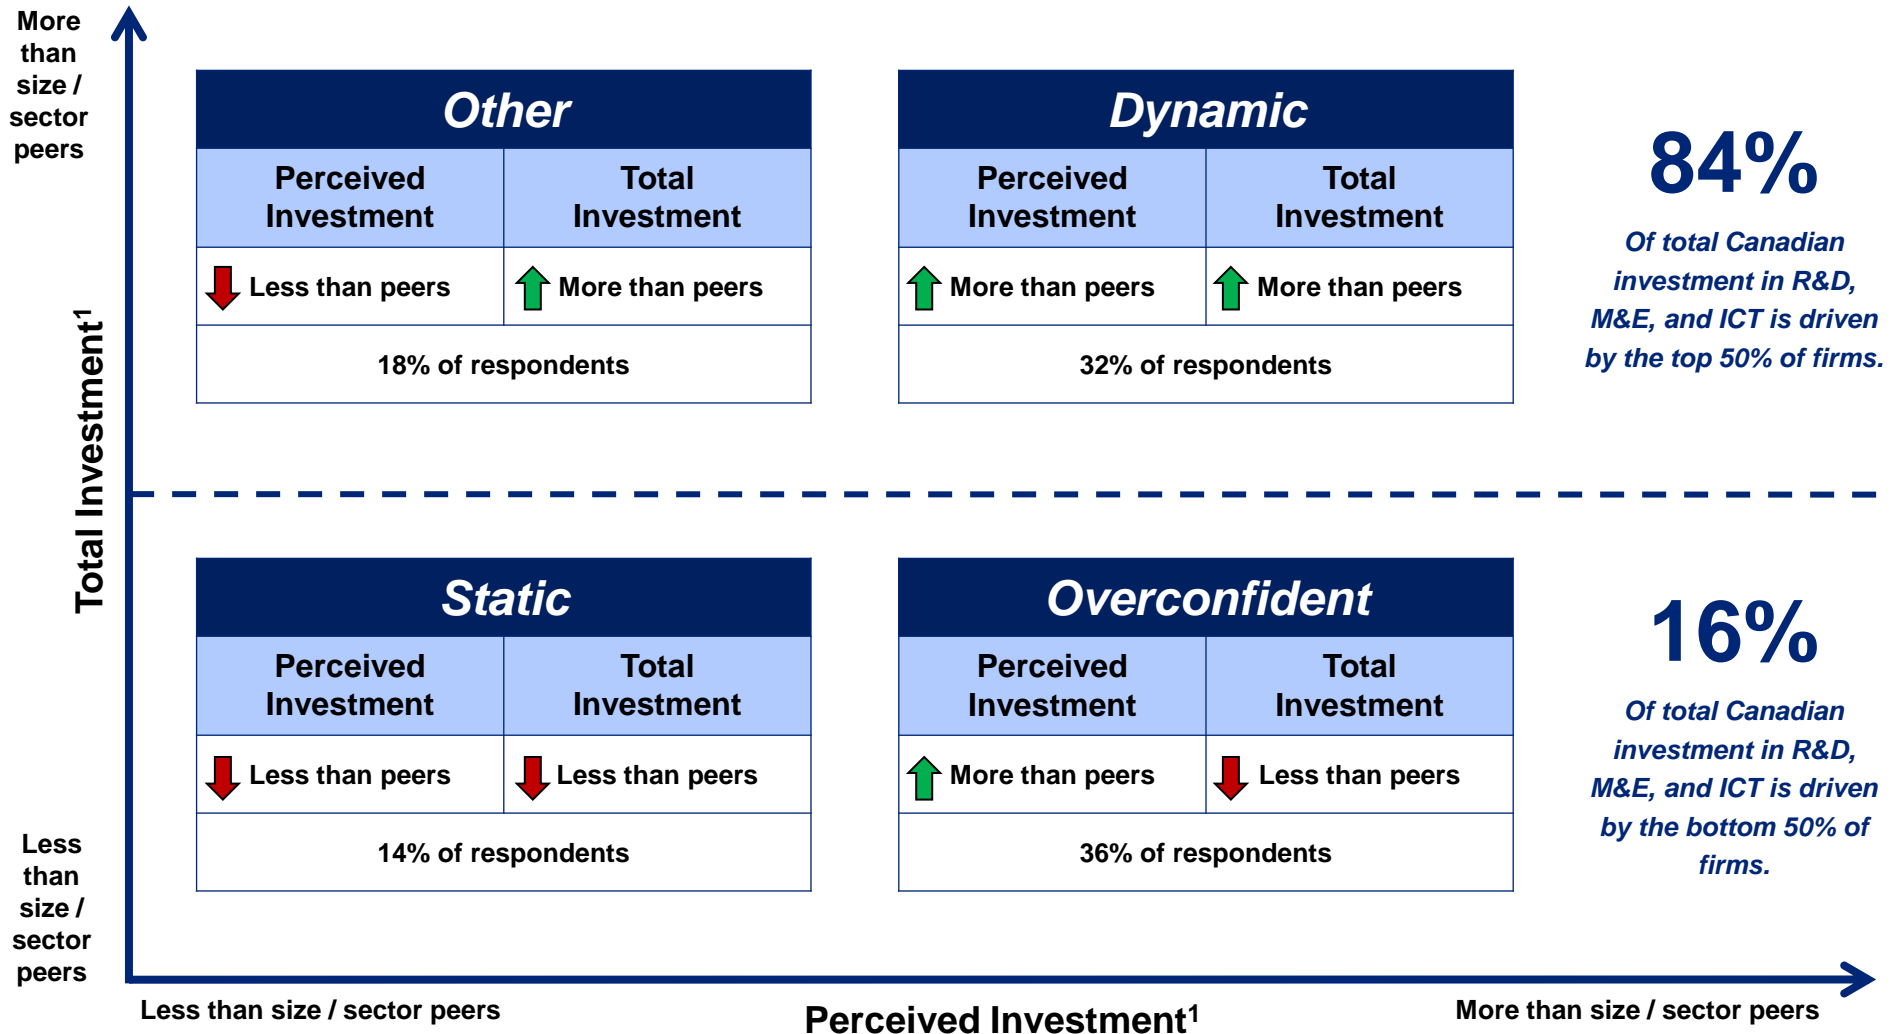 More
than
size /
sector
peers
Total Investment¹
Less
than
size /
sector
peers
Other
Perceived
Investment
Total
Investment
Less than peers
More than peers
18% of respondents
Dynamic
Perceived
Investment
Total
Investment
More than peers
More than peers
32% of respondents
84%
Of total Canadian
investment in R&D,
M&E, and ICT is driven
by the top 50% of firms.
Static
Perceived
Investment
Total
Investment
Less than peers
Less than peers
14% of respondents
Overconfident
Perceived
Investment
Total
Investment
More than peers
Less than peers
36% of respondents
16%
Of total Canadian
investment in R&D,
M&E, and ICT is driven
by the bottom 50% of
firms.
Less than size / sector peers
Perceived Investment¹
More than size / sector peers